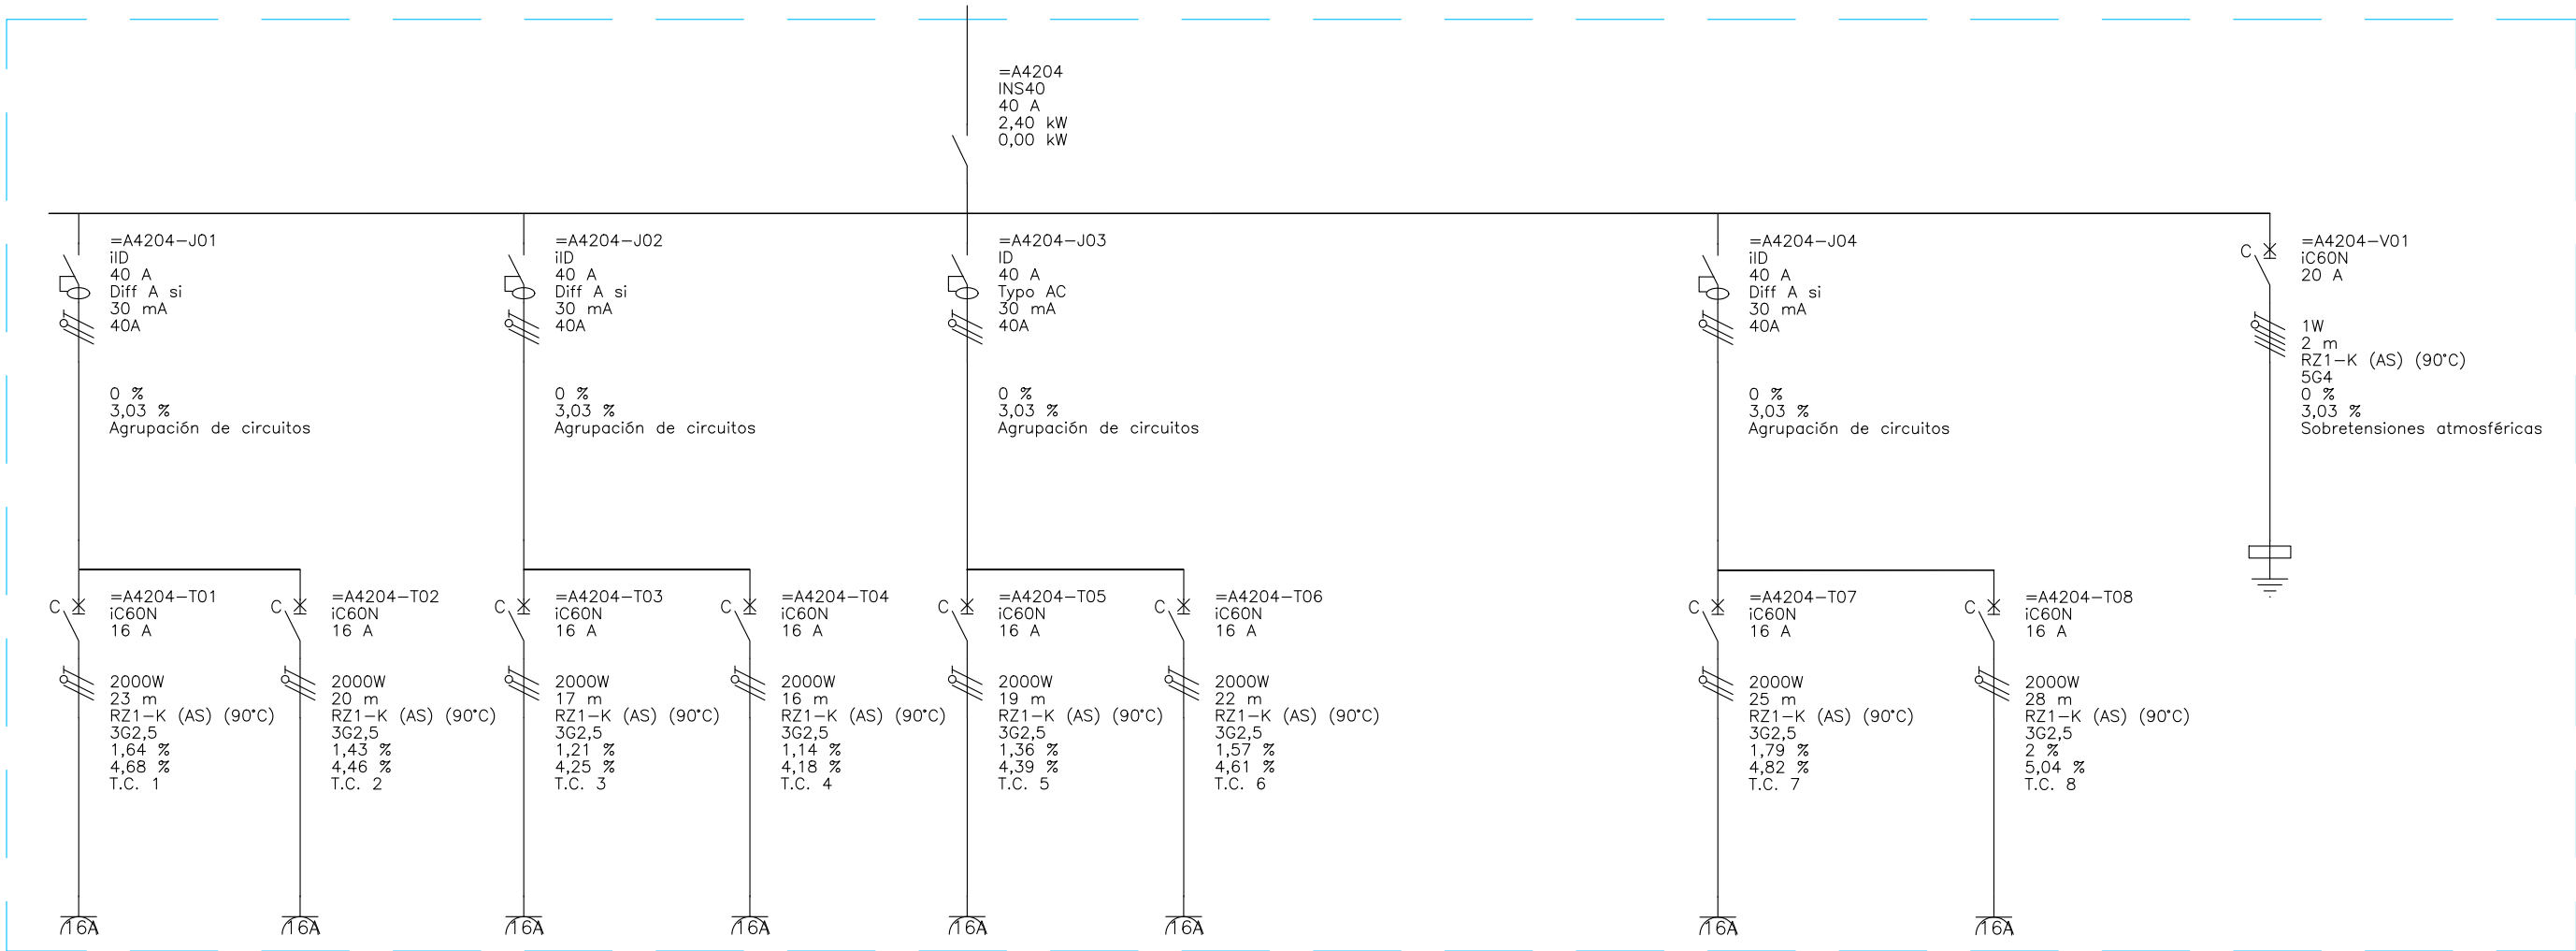 =A4204
INS40
40 A
2,40 kW
0,00 kW
=A4204-J01
iID
40 A
Diff A si
30 mA
40A
0 %
3,03 %
Agrupación de circuitos
=A4204-J02
iID
40 A
Diff A si
30 mA
40A
0 %
3,03 %
Agrupación de circuitos
=A4204-J03
ID
40 A
Typo AC
30 mA
40A
0 %
3,03 %
Agrupación de circuitos
=A4204-J04
iID
40 A
Diff A si
30 mA
40A
0 %
3,03 %
Agrupación de circuitos
C
=A4204-V01
iC60N
20 A
1W
2 m
RZ1-K (AS) (90°C)
5G4
0 %
3,03 %
Sobretensiones atmosféricas
C
=A4204-T01
iC60N
16 A
2000W
23 m
RZ1-K (AS) (90°C)
3G2,5
1,64 %
4,68 %
T.C. 1
16A
C
=A4204-T02
iC60N
16 A
2000W
20 m
RZ1-K (AS) (90°C)
3G2,5
1,43 %
4,46 %
T.C. 2
16A
C
=A4204-T03
iC60N
16 A
2000W
17 m
RZ1-K (AS) (90°C)
3G2,5
1,21 %
4,25 %
T.C. 3
16A
C
=A4204-T04
iC60N
16 A
2000W
16 m
RZ1-K (AS) (90°C)
3G2,5
1,14 %
4,18 %
T.C. 4
16A
C
=A4204-T05
iC60N
16 A
2000W
19 m
RZ1-K (AS) (90°C)
3G2,5
1,36 %
4,39 %
T.C. 5
16A
C
=A4204-T06
iC60N
16 A
2000W
22 m
RZ1-K (AS) (90°C)
3G2,5
1,57 %
4,61 %
T.C. 6
16A
C
=A4204-T07
iC60N
16 A
2000W
25 m
RZ1-K (AS) (90°C)
3G2,5
1,79 %
4,82 %
T.C. 7
16A
C
=A4204-T08
iC60N
16 A
2000W
28 m
RZ1-K (AS) (90°C)
3G2,5
2 %
5,04 %
T.C. 8
16A